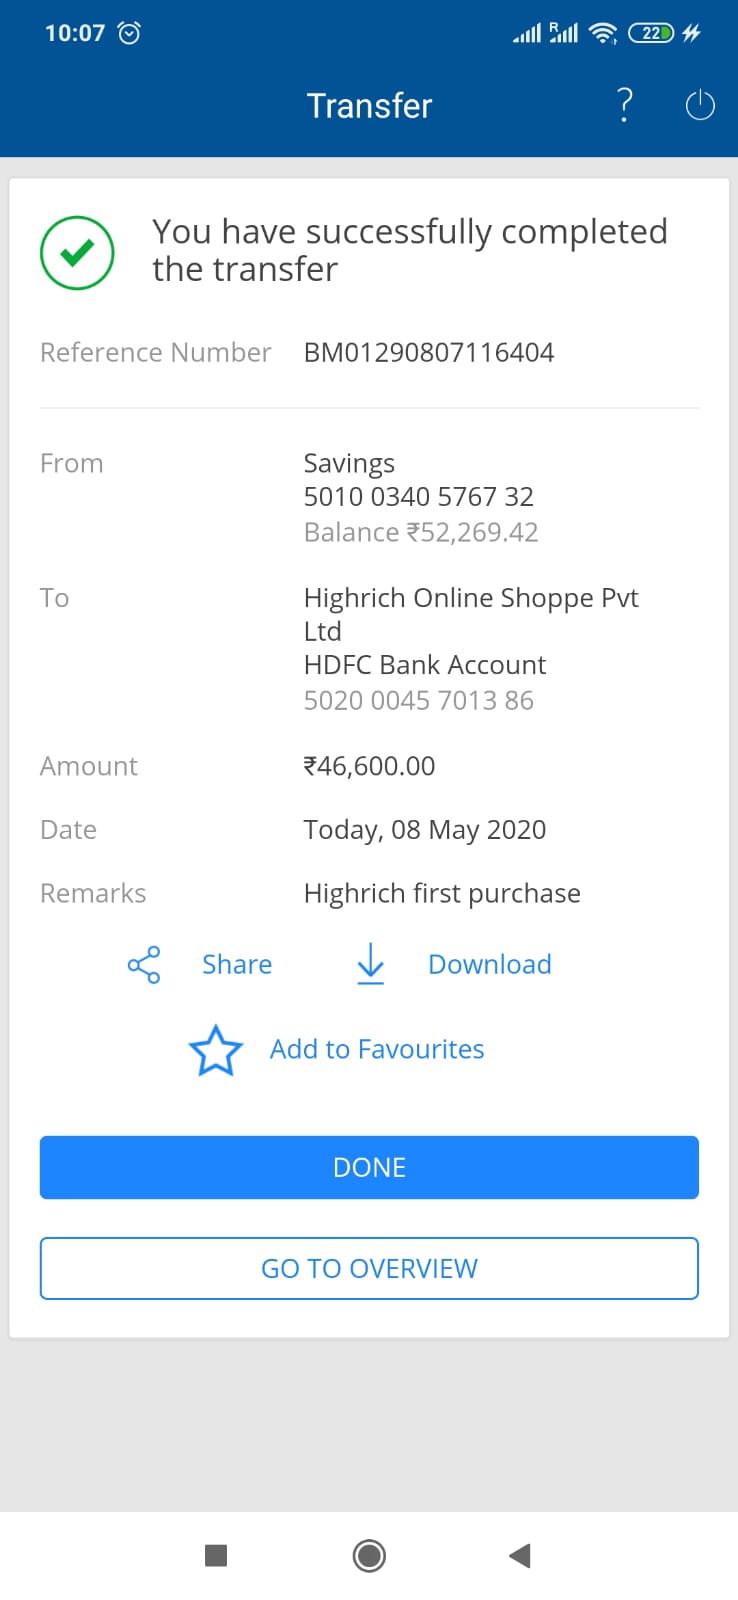 10:07
R
22
Transfer
?
You have successfully completed
the transfer
Reference Number BM01290807116404
From Savings
5010 0340 5767 32
Balance ₹52,269.42
To Highrich Online Shoppe Pvt
Ltd
HDFC Bank Account
5020 0045 7013 86
Amount ₹46,600.00
Date Today, 08 May 2020
Remarks Highrich first purchase
Share Download
Add to Favourites
DONE
GO TO OVERVIEW